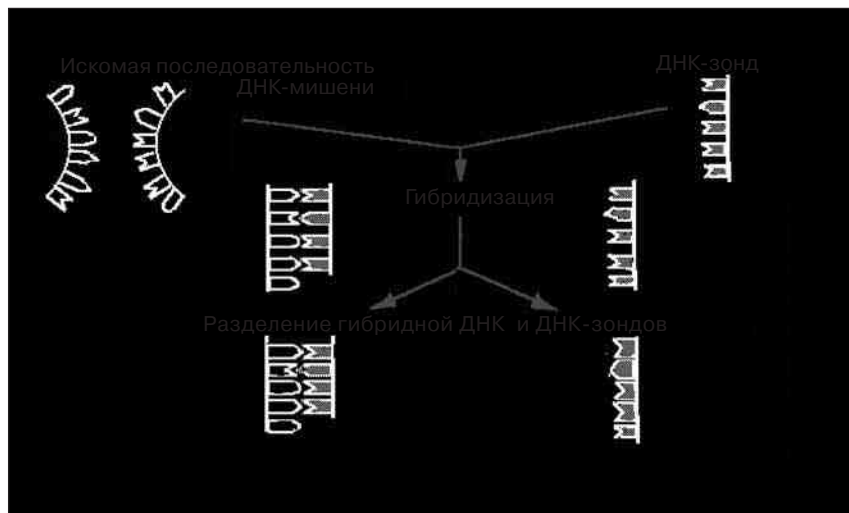 Искомая последовательность
ДНК-мишени
ДНК-зонд
Гибридизация
Разделение гибридной ДНК и ДНК-зондов